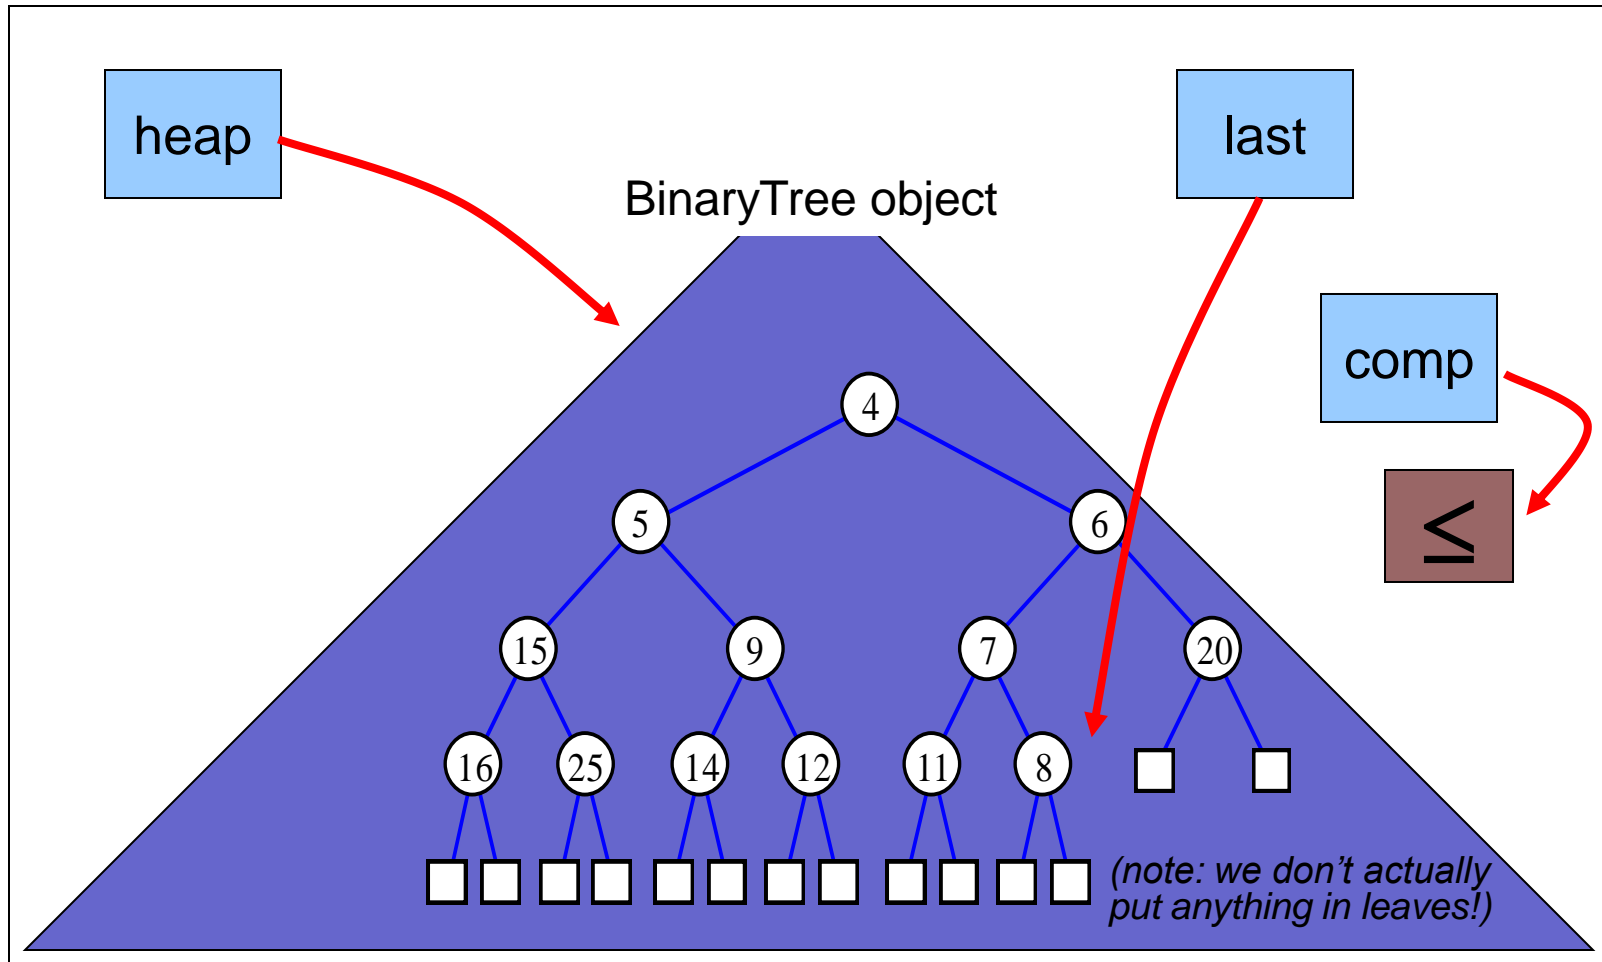 heap
last
BinaryTree object
comp
≤
4
5
6
15
9
7
20
16
25
14
12
11
8
(note: we don’t actually
put anything in leaves!)